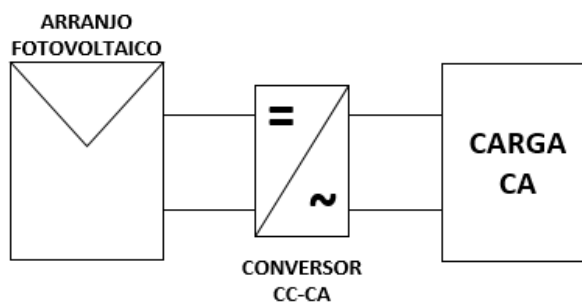 ARRANJO
FOTOVOLTAICO
=
~
CARGA
CA
CONVERSOR
CC-CA